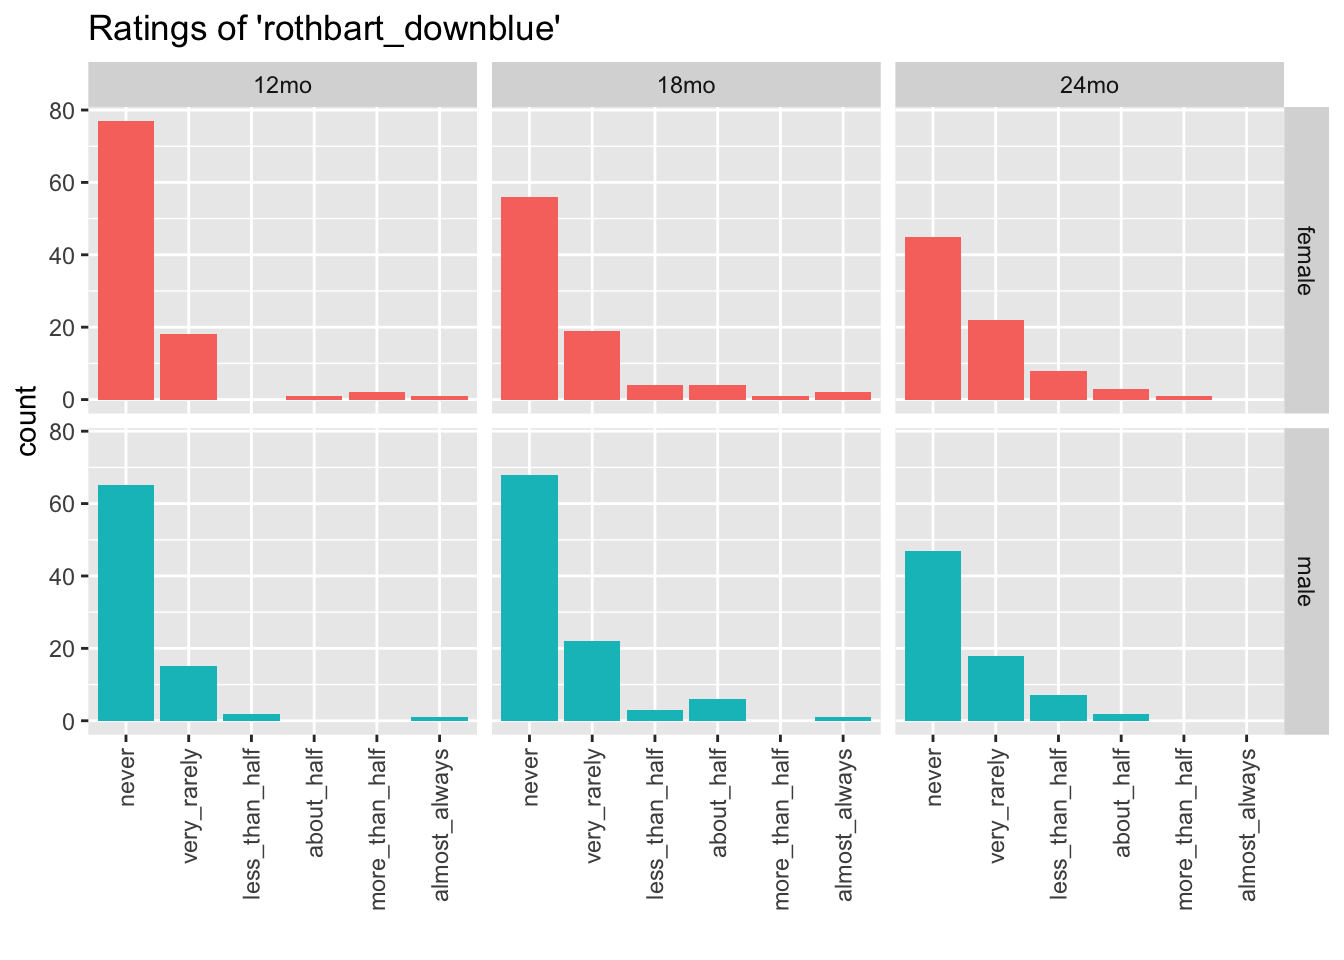 Ratings of 'rothbart_downblue'
12mo 18mo 24mo
count
80
60
40
20
0
female
80
60
40
20
0
male
never very_rarely less_than_half about_half more_than_half almost_always never very_rarely less_than_half about_half more_than_half almost_always never very_rarely less_than_half about_half more_than_half almost_always